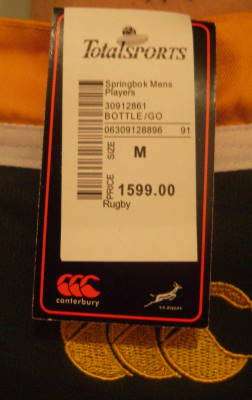 TotalSPORTS
Springbok Mens
Players
30912861
BOTTLE/GO
06309128896 91
SIZE M
PRICE 1599.00
Rugby
canterbury